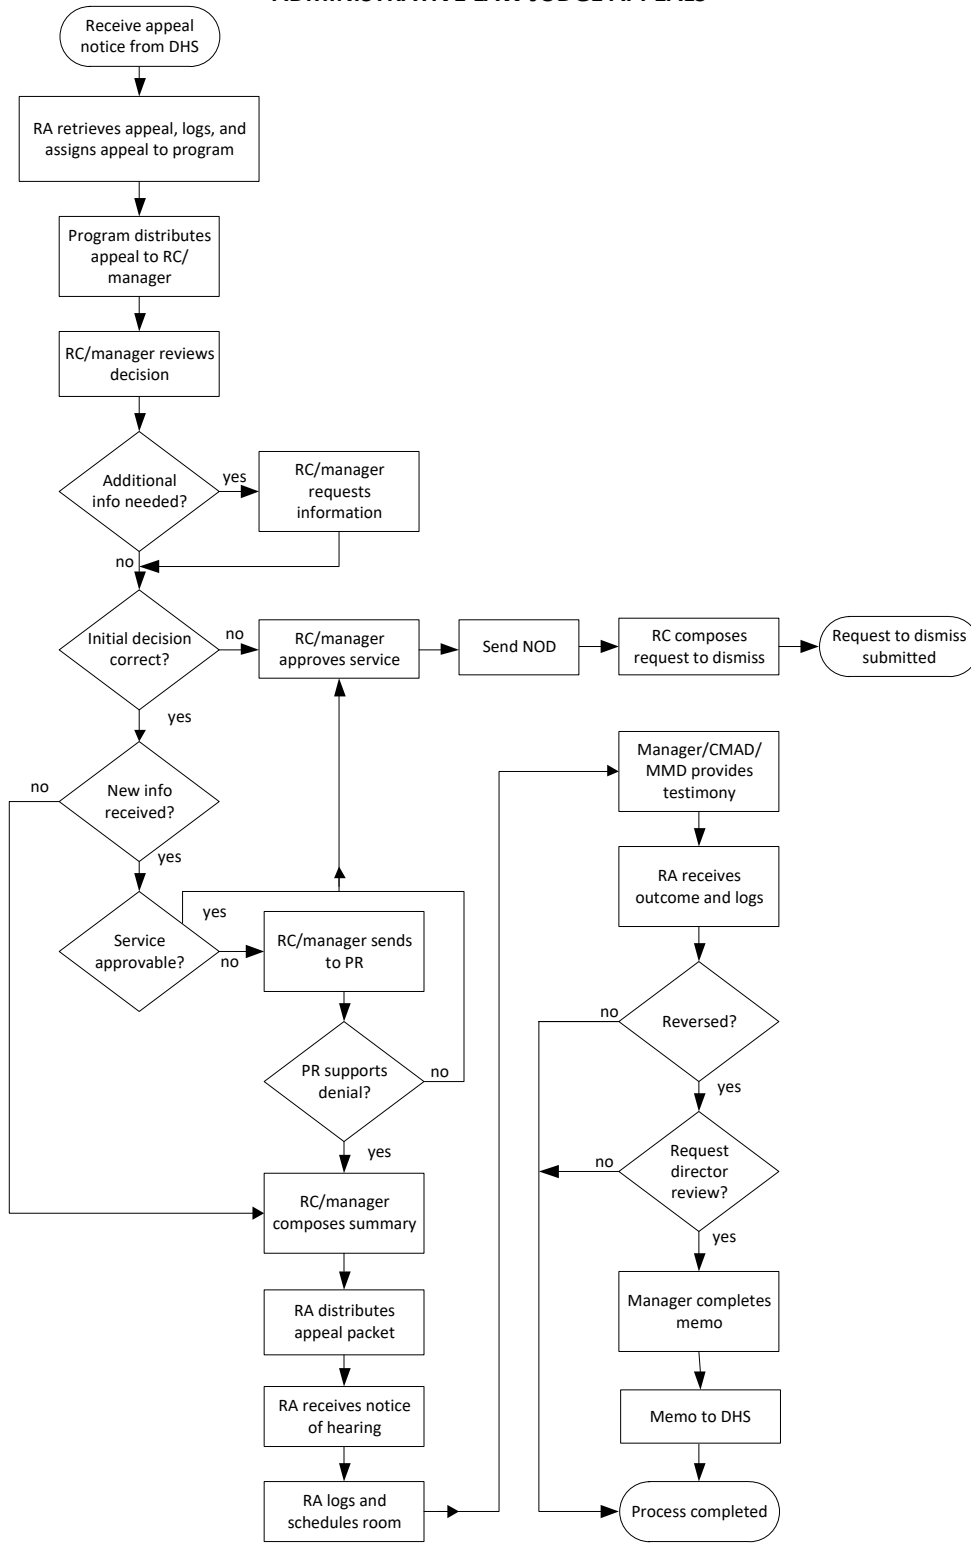 ADMINISTRATIVE LAW JUDGE APPEALS
Receive appeal
notice from DHS
RA retrieves appeal, logs, and
assigns appeal to program
Program distributes
appeal to RC/
manager
RC/manager reviews
decision
Additional
info needed?
yes
RC/manager
requests
information
no
Initial decision
correct?
no
RC/manager
approves service
Send NOD
RC composes
request to dismiss
Request to dismiss
submitted
yes
New info
received?
no
yes
Service
approvable?
yes
no
RC/manager sends
to PR
PR supports
denial?
no
yes
RC/manager
composes summary
RA distributes
appeal packet
RA receives notice
of hearing
RA logs and
schedules room
Manager/CMAD/
MMD provides
testimony
RA receives
outcome and logs
Reversed?
no
yes
Request
director
review?
no
yes
Manager completes
memo
Memo to DHS
Process completed